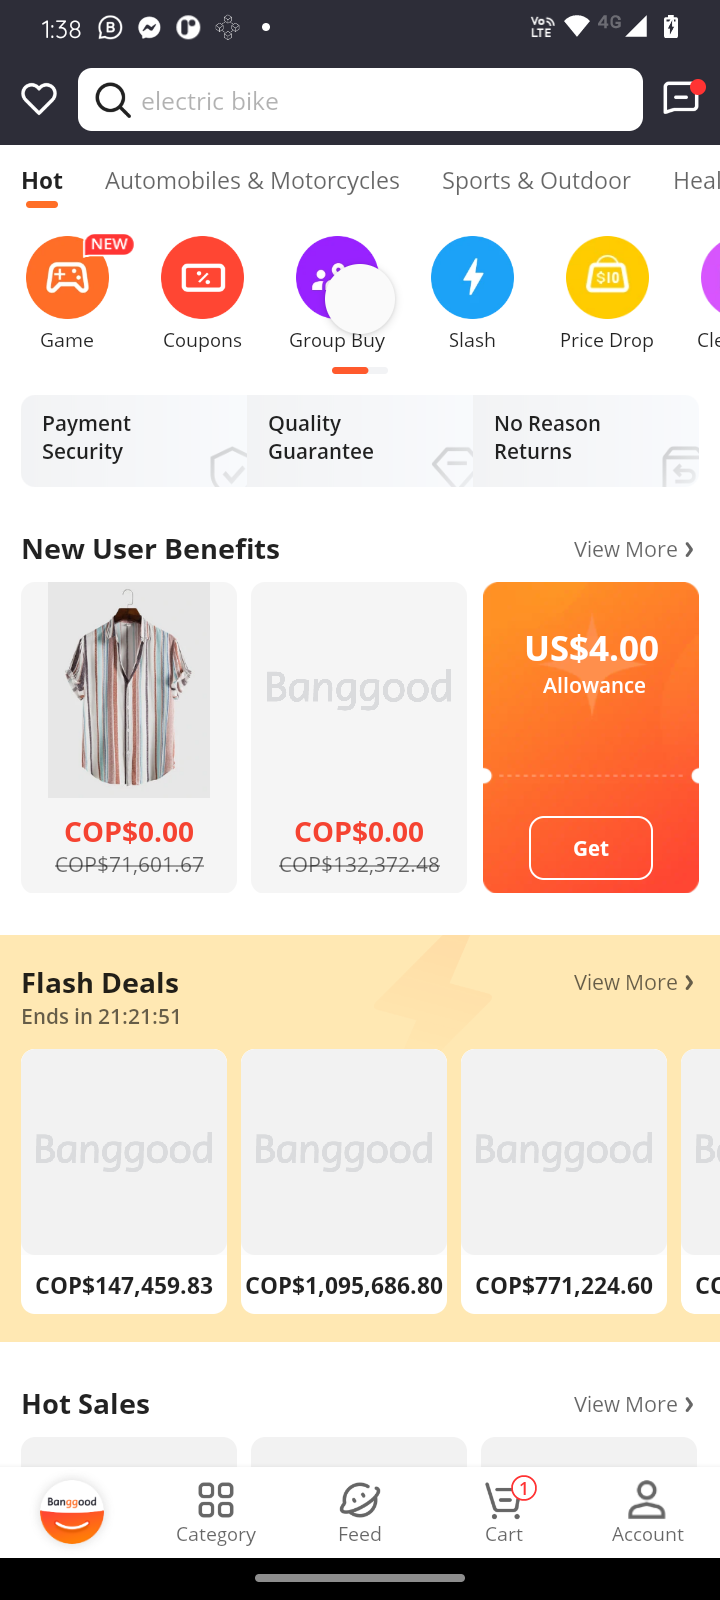 1:38
Vo
LTE
4G
electric bike
Hot
Automobiles & Motorcycles
Sports & Outdoor
Heal
NEW
$10
Game
Coupons
Group Buy
Slash
Price Drop
Cle
Payment
Security
Quality
Guarantee
No Reason
Returns
New User Benefits
View More
Banggood
US$4.00
Allowance
COP$0.00
COP$71,601.67
COP$0.00
COP$132,372.48
Get
Flash Deals
View More
Ends in 21:21:51
Banggood
Banggood
Banggood
Ba
COP$147,459.83
COP$1,095,686.80
COP$771,224.60
CO
Hot Sales
View More
Banggood
Category
Feed
1
Cart
Account